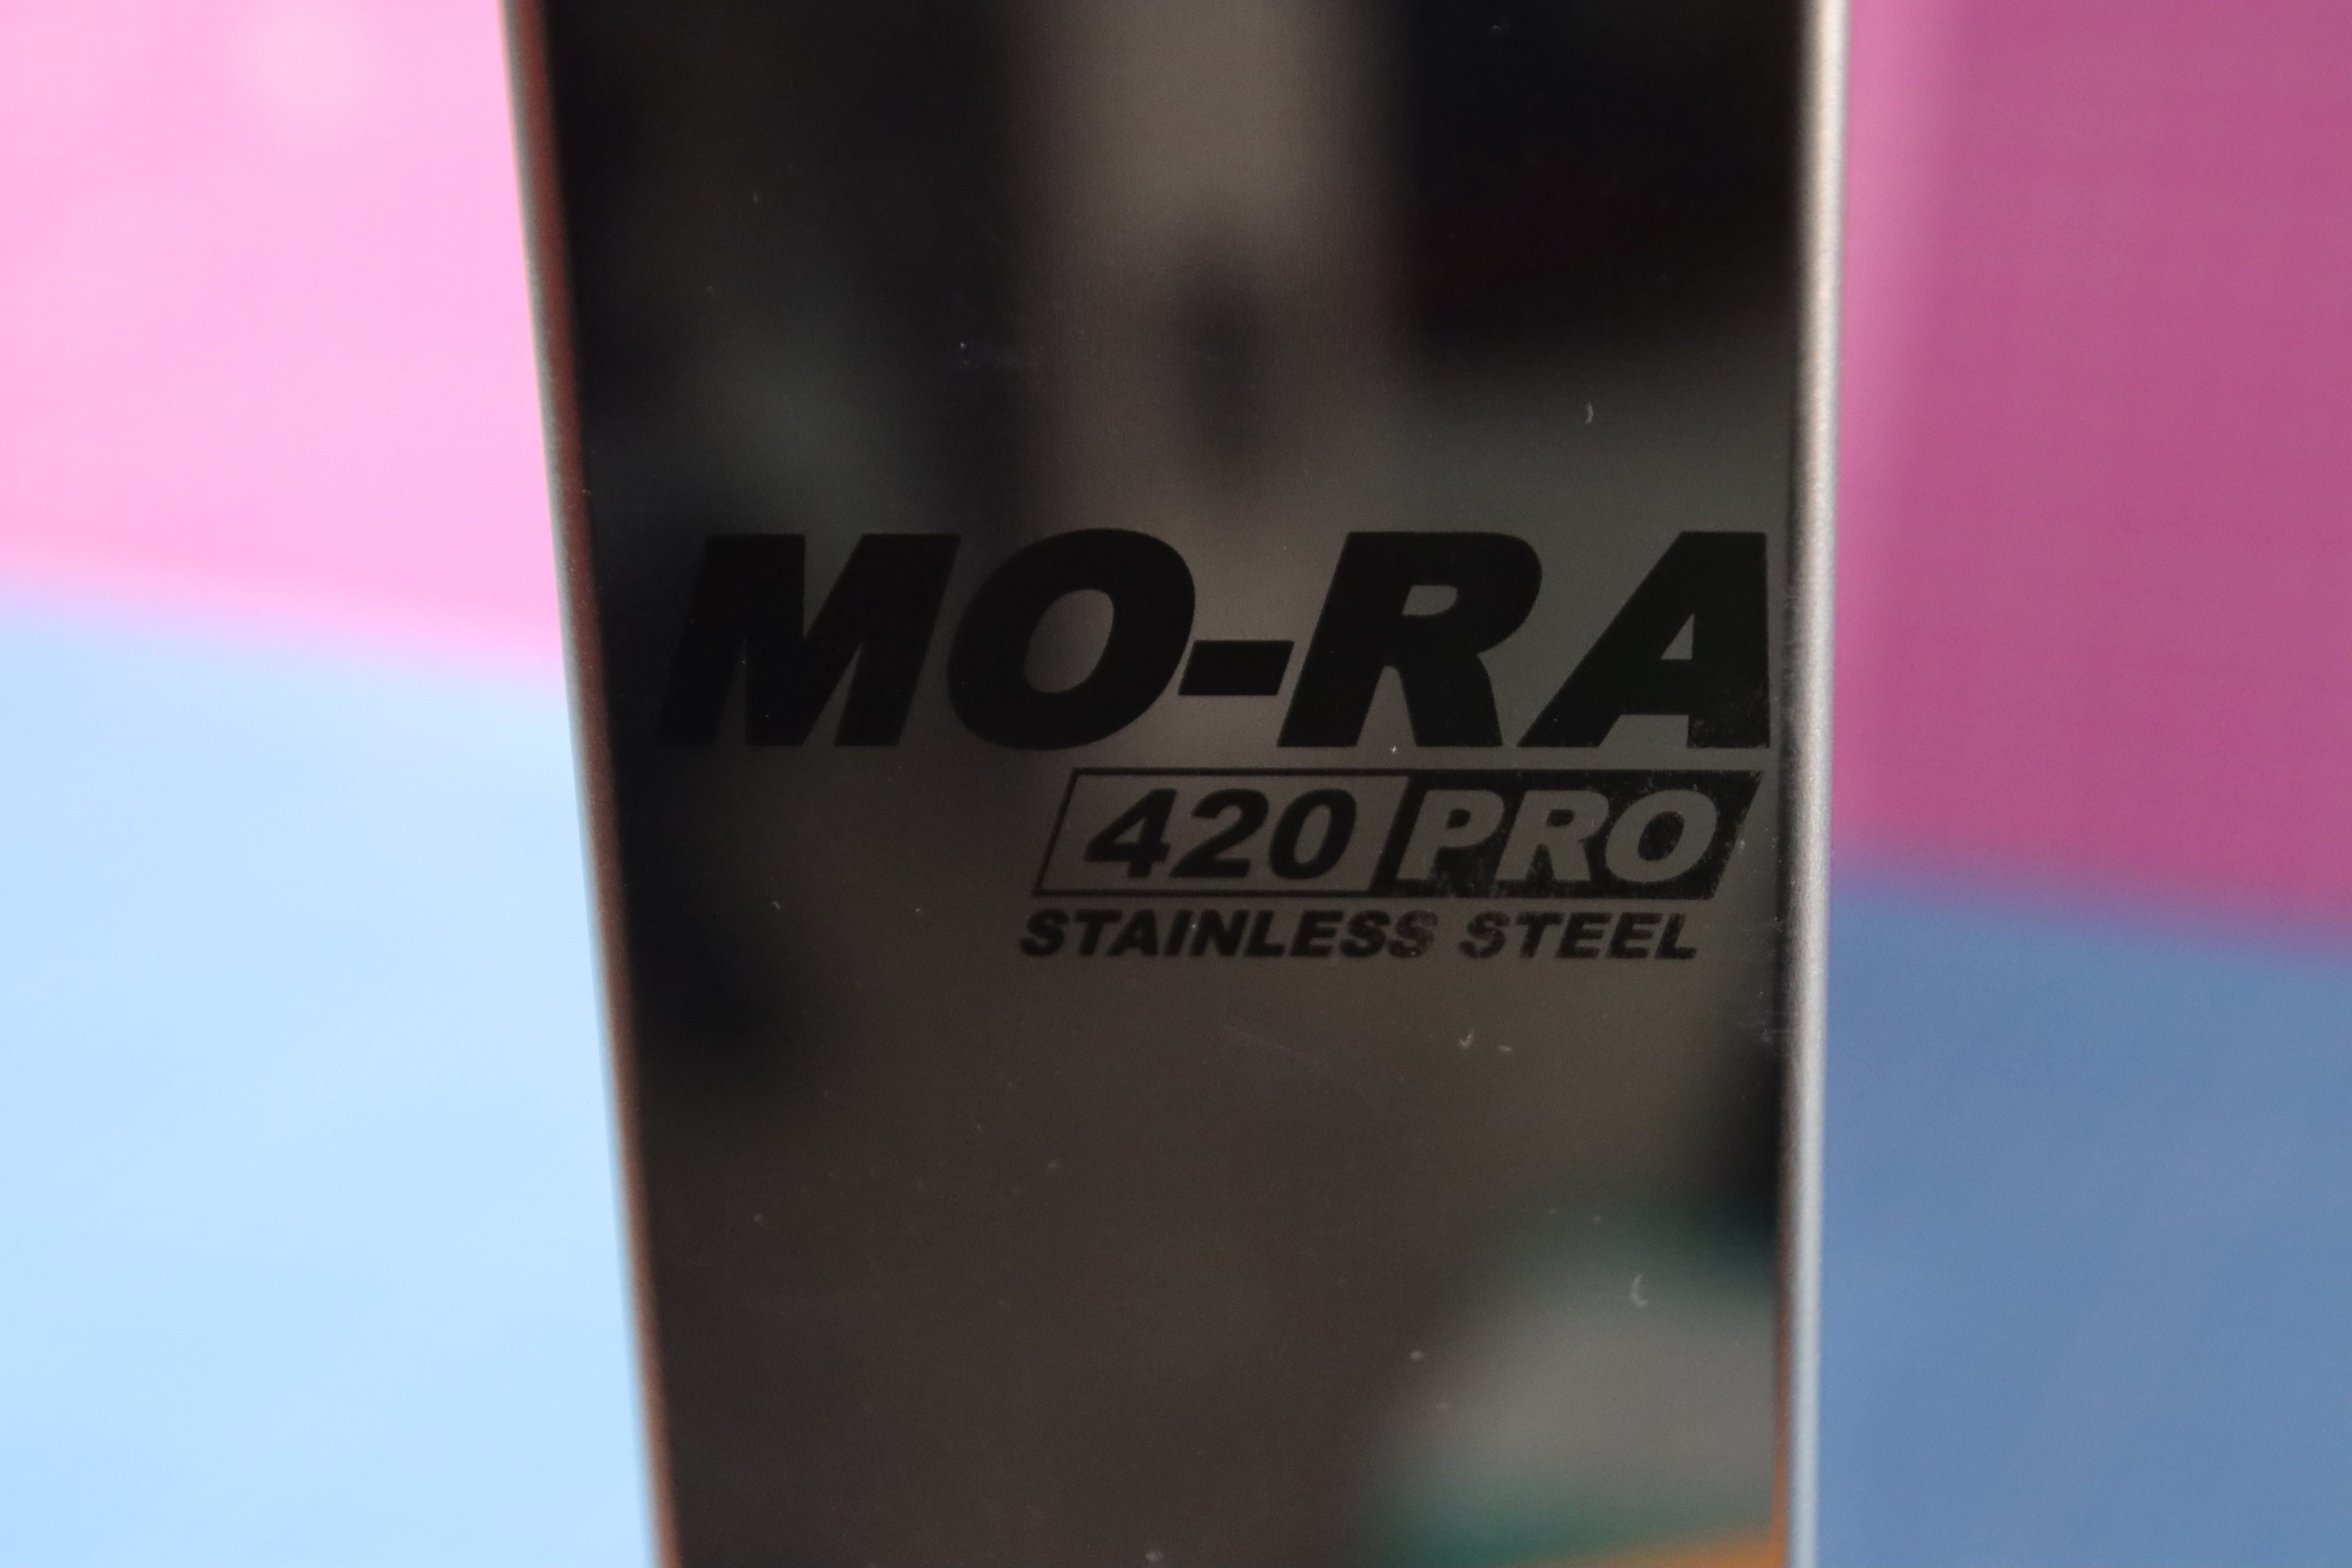 MO-RA
420 PRO
STAINLESS STEEL